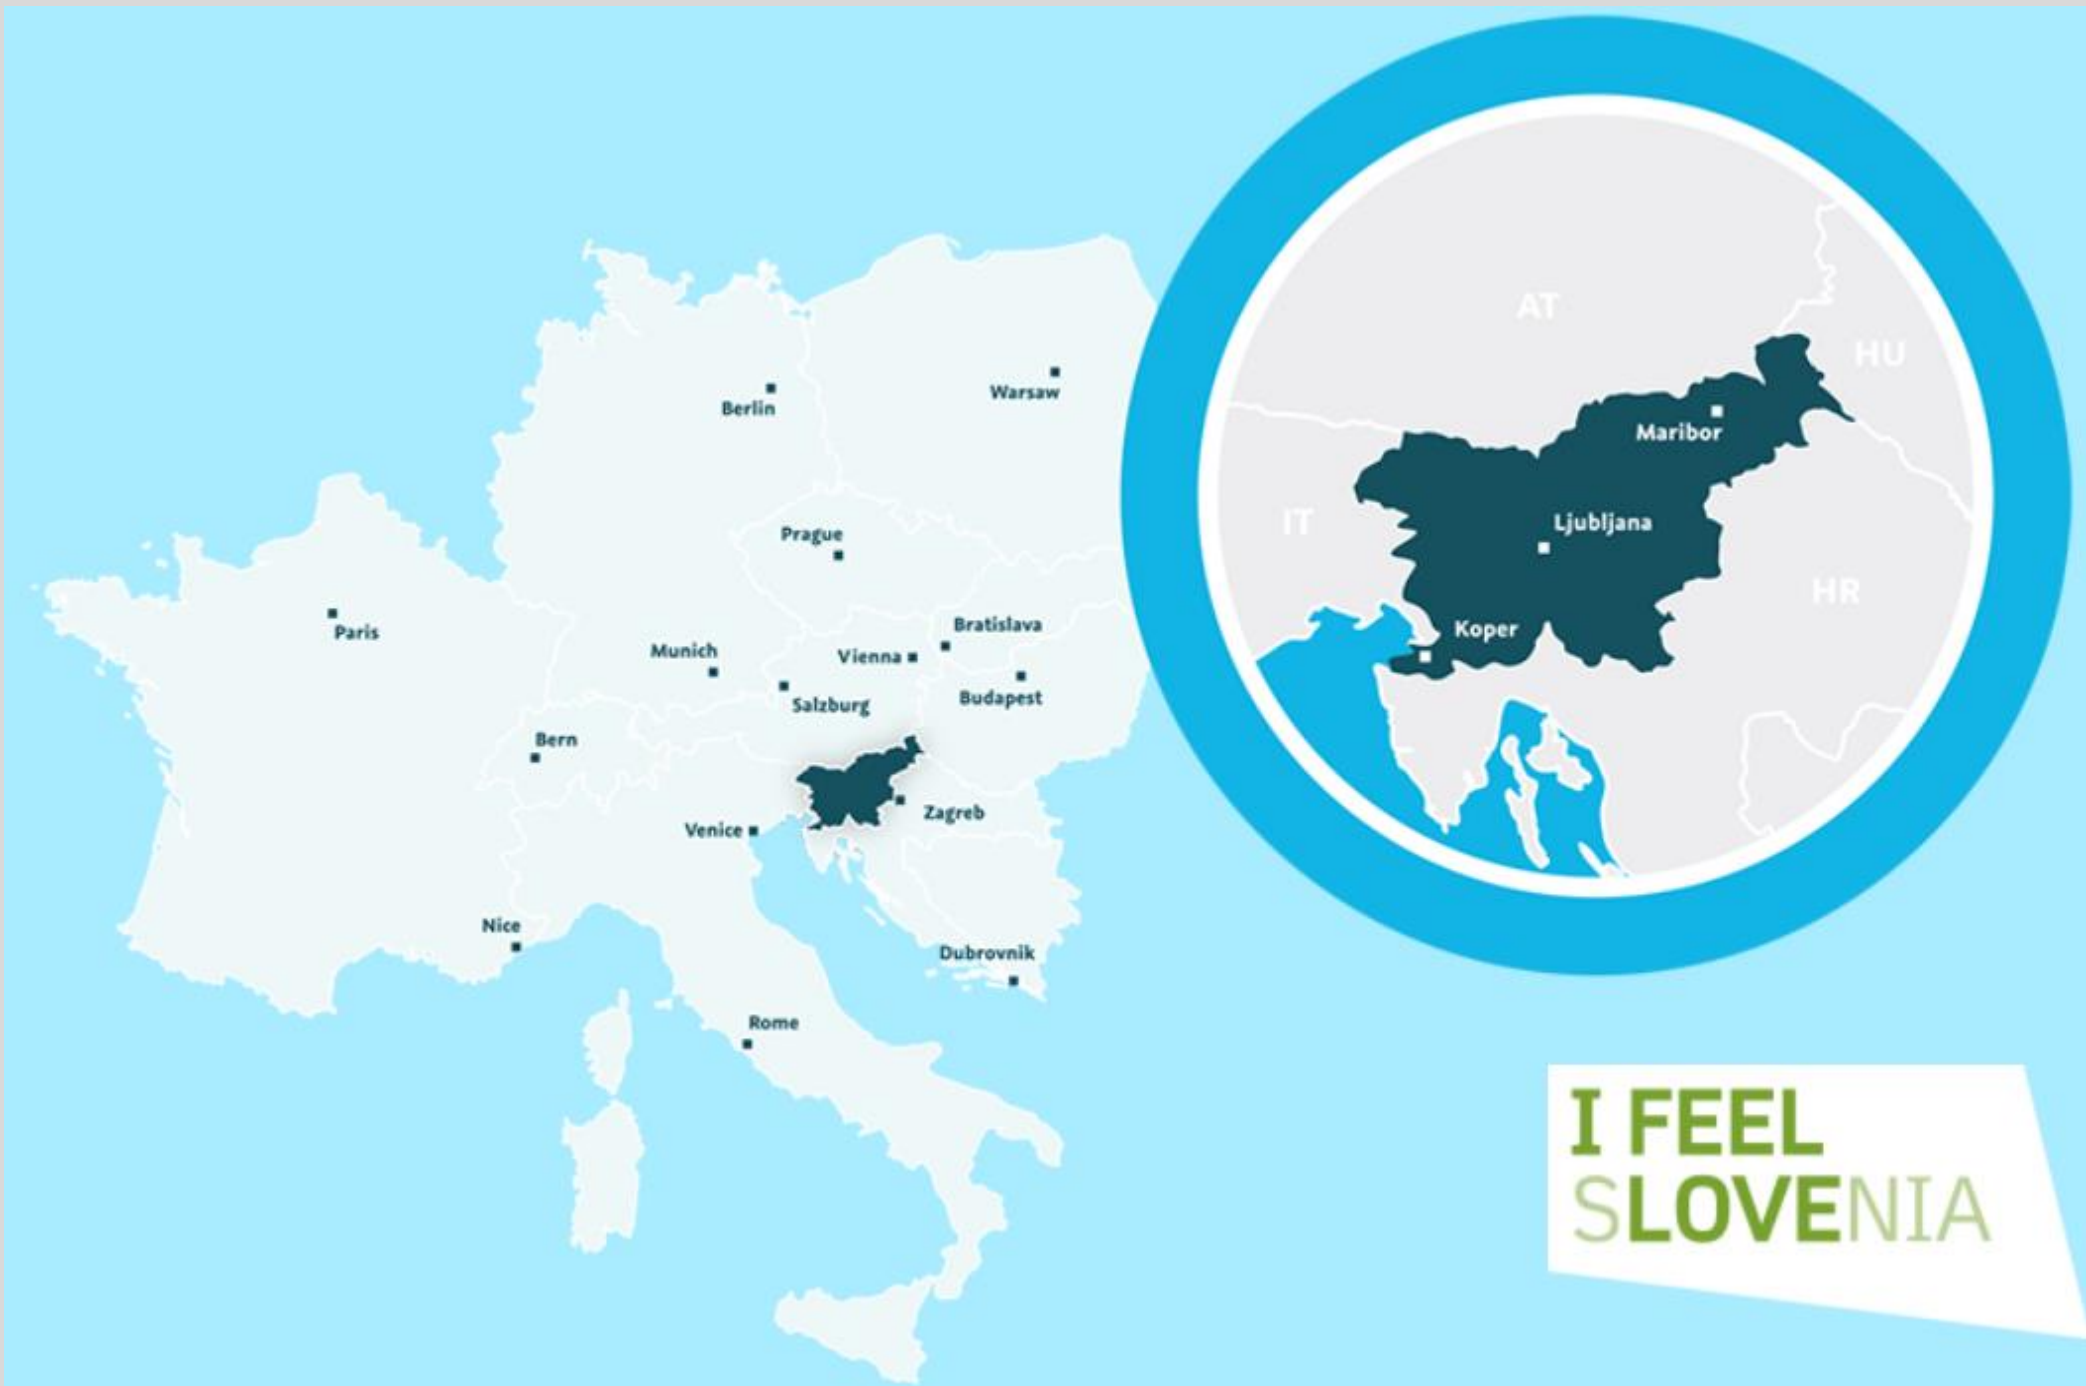 Berlin
Warsaw
Prague
Paris
Bratislava
Munich
Vienna
Budapest
Salzburg
Bern
Zagreb
Venice
Nice
Dubrovnik
Rome
AT
HU
Maribor
IT
Ljubljana
HR
Koper
I FEEL
SLOVENIA